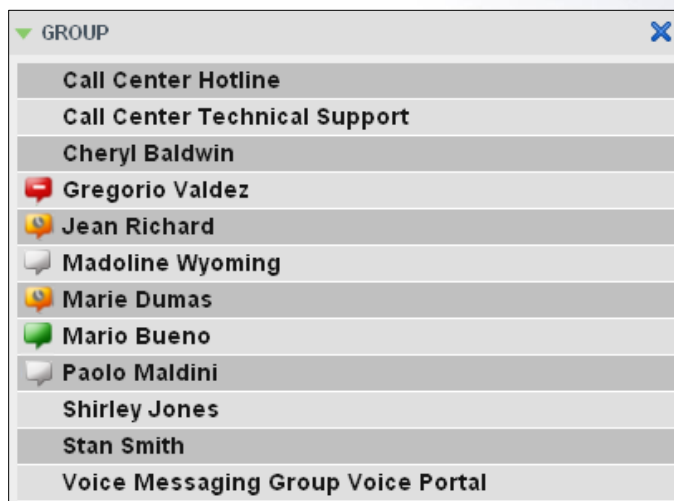 GROUP
Call Center Hotline
Call Center Technical Support
Cheryl Baldwin
Gregorio Valdez
Jean Richard
Madoline Wyoming
Marie Dumas
Mario Bueno
Paolo Maldini
Shirley Jones
Stan Smith
Voice Messaging Group Voice Portal